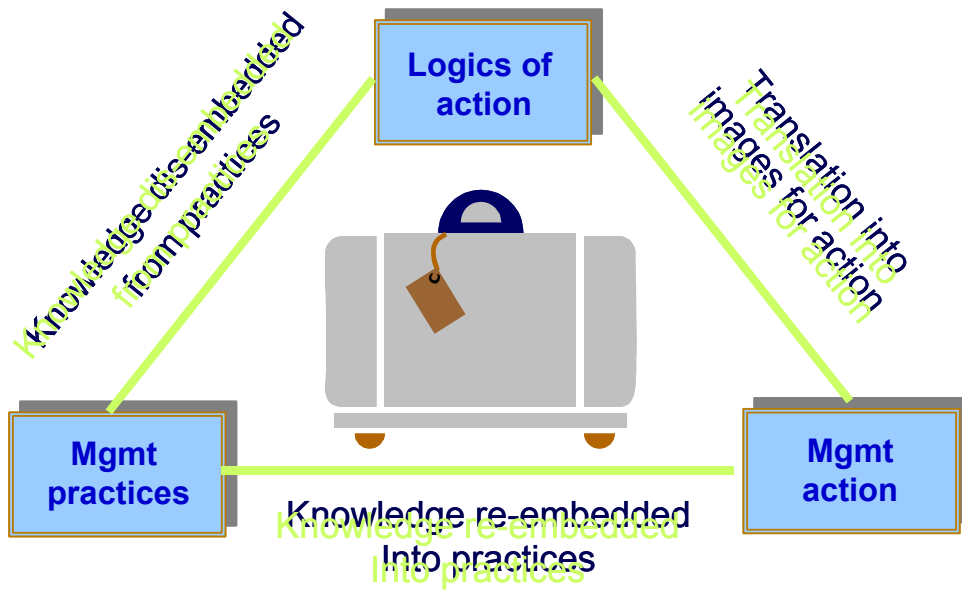 Logics of
action
Knowledge dis-embedded
from practices
Translation into
images for action
Mgmt
practices
Mgmt
action
Knowledge re-embedded
Into practices